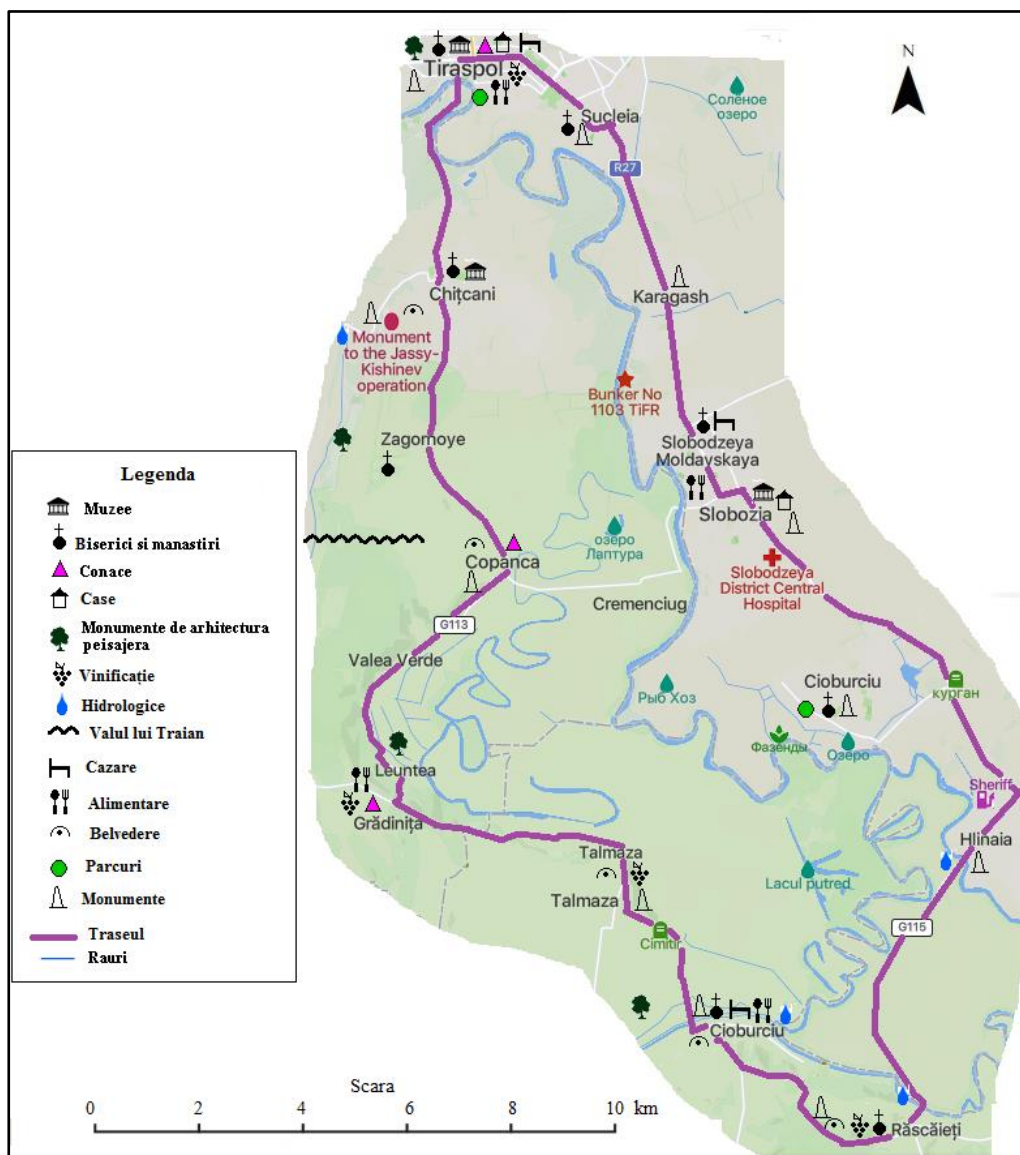 N
Tiraspol
Sucleia
Солёное
озеро
R27
Chițcani
Karagash
Monument
to the Jassy-
Kishinev
operation
Bunker No
1103 TiFR
Zagornoye
Slobodzeya
Moldavskaya
Slobozia
озеро
Лаптура
Copanca
Slobodzeya
District Central
Hospital
Cremenciug
G113
Valea Verde
Рыб Хоз
Cioburciu
курган
Фазенды
Озеро
Leuntea
Sheriff
Grădinița
Hlinaia
Talmaza
Lacul putred
Talmaza
G115
Cimitir
Cioburciu
Răscăieți
Legenda
Muzee
Biserici si manastiri
Conace
Case
Monumente de arhitectura
peisajera
Vinificație
Hidrologice
Valul lui Traian
Cazare
Alimentare
Belvedere
Parcuri
Monumente
Traseul
Rauri
Scara
0 2 4 6 8 10 km